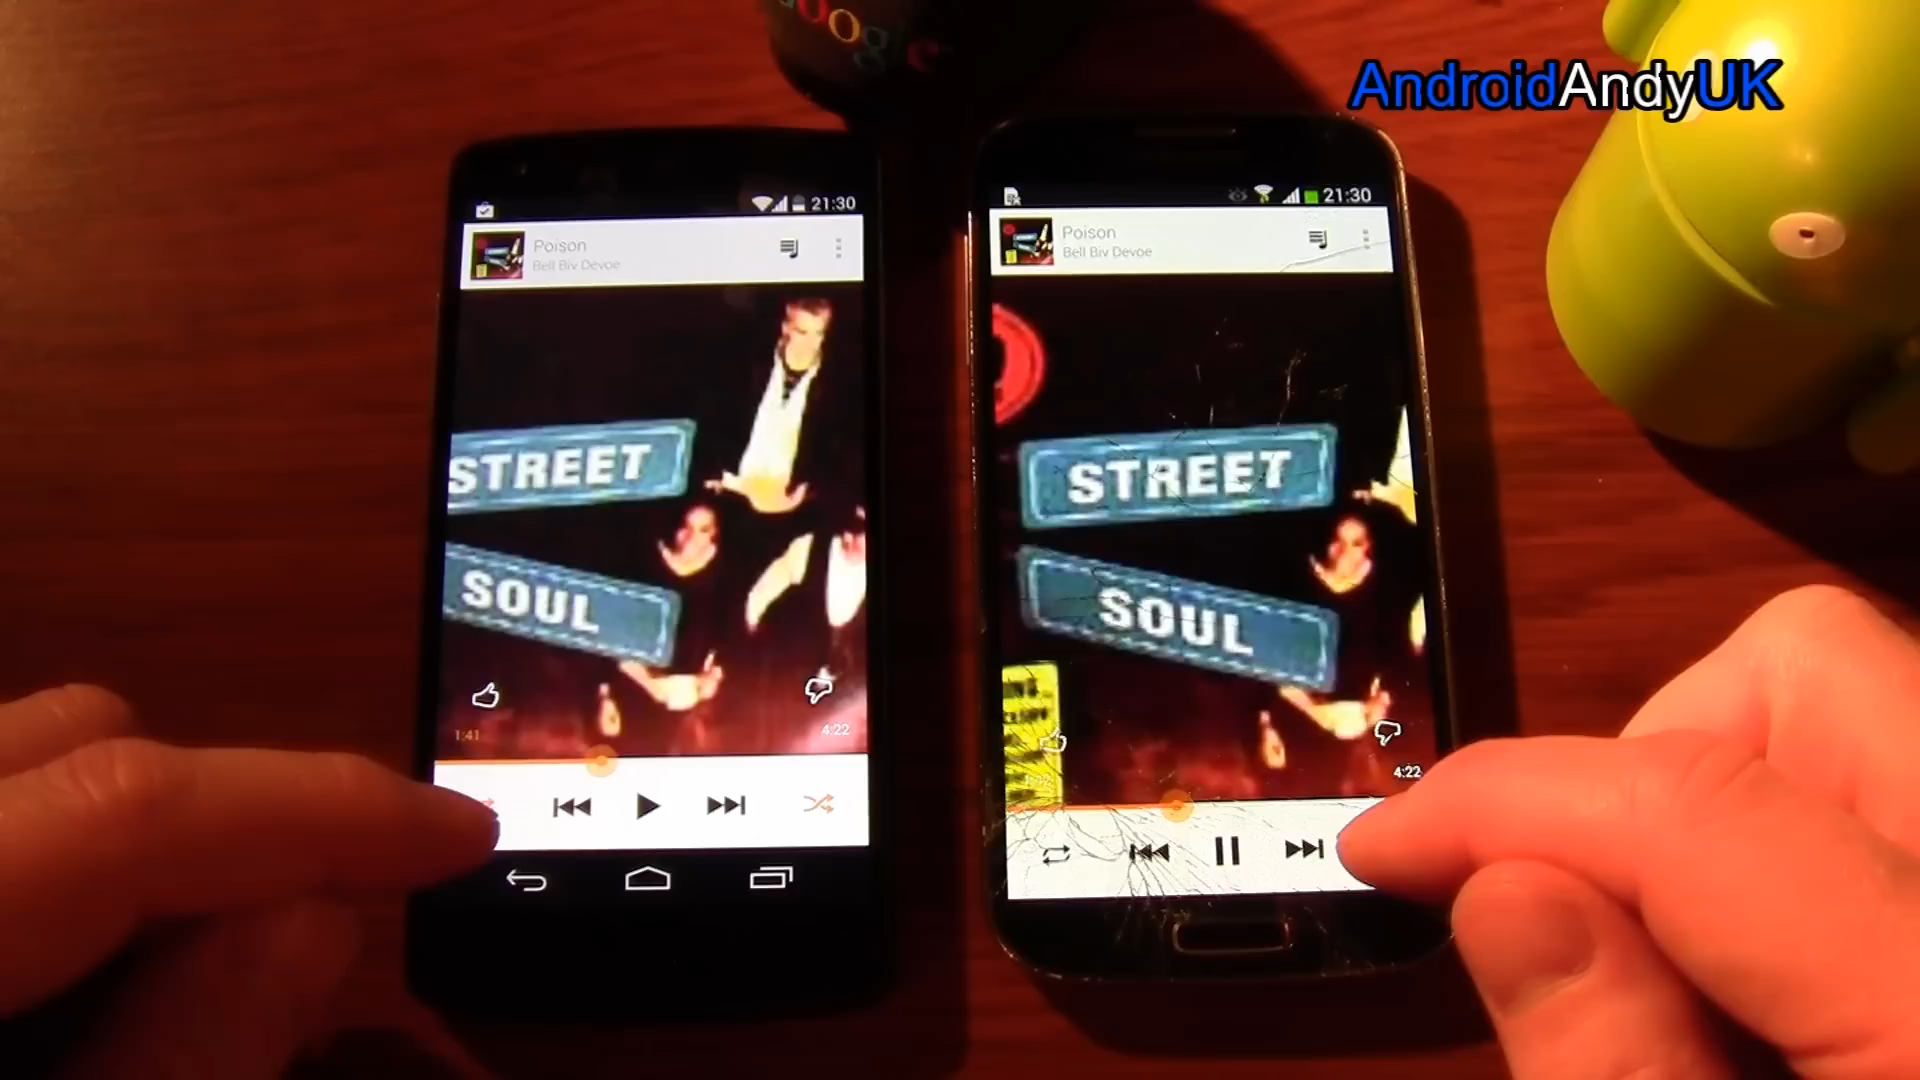 Google
AndroidAndyUK
21:30
Poison
Bell Biv Devoe
STREET
SOUL
1:41
4:22
21:30
Poison
Bell Biv Devoe
STREET
SOUL
4:22